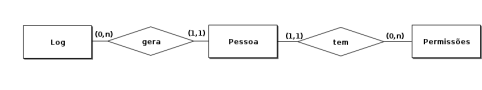 Log (0,n) gera (1,1) Pessoa (1,1) tem (0,n) Permissões